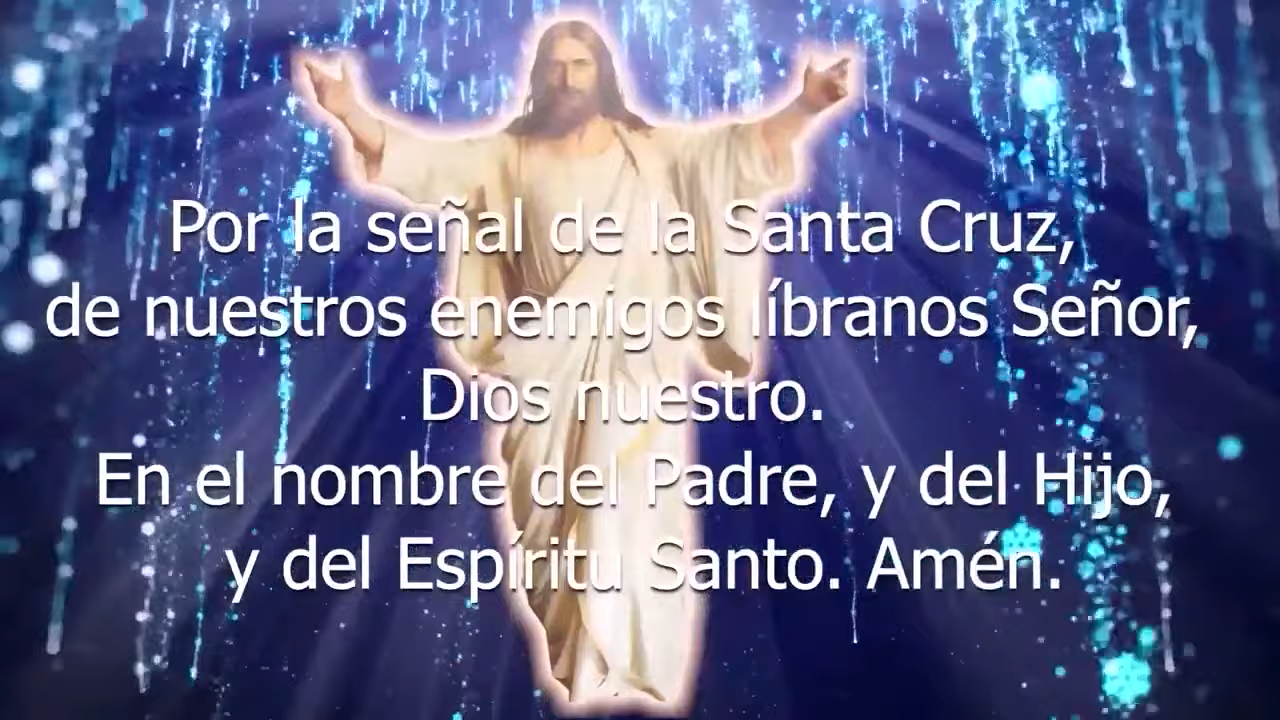 Por la señal de la Santa Cruz,
de nuestros enemigos líbranos Señor,
Dios nuestro.
En el nombre del Padre, y del Hijo,
y del Espíritu Santo. Amén.